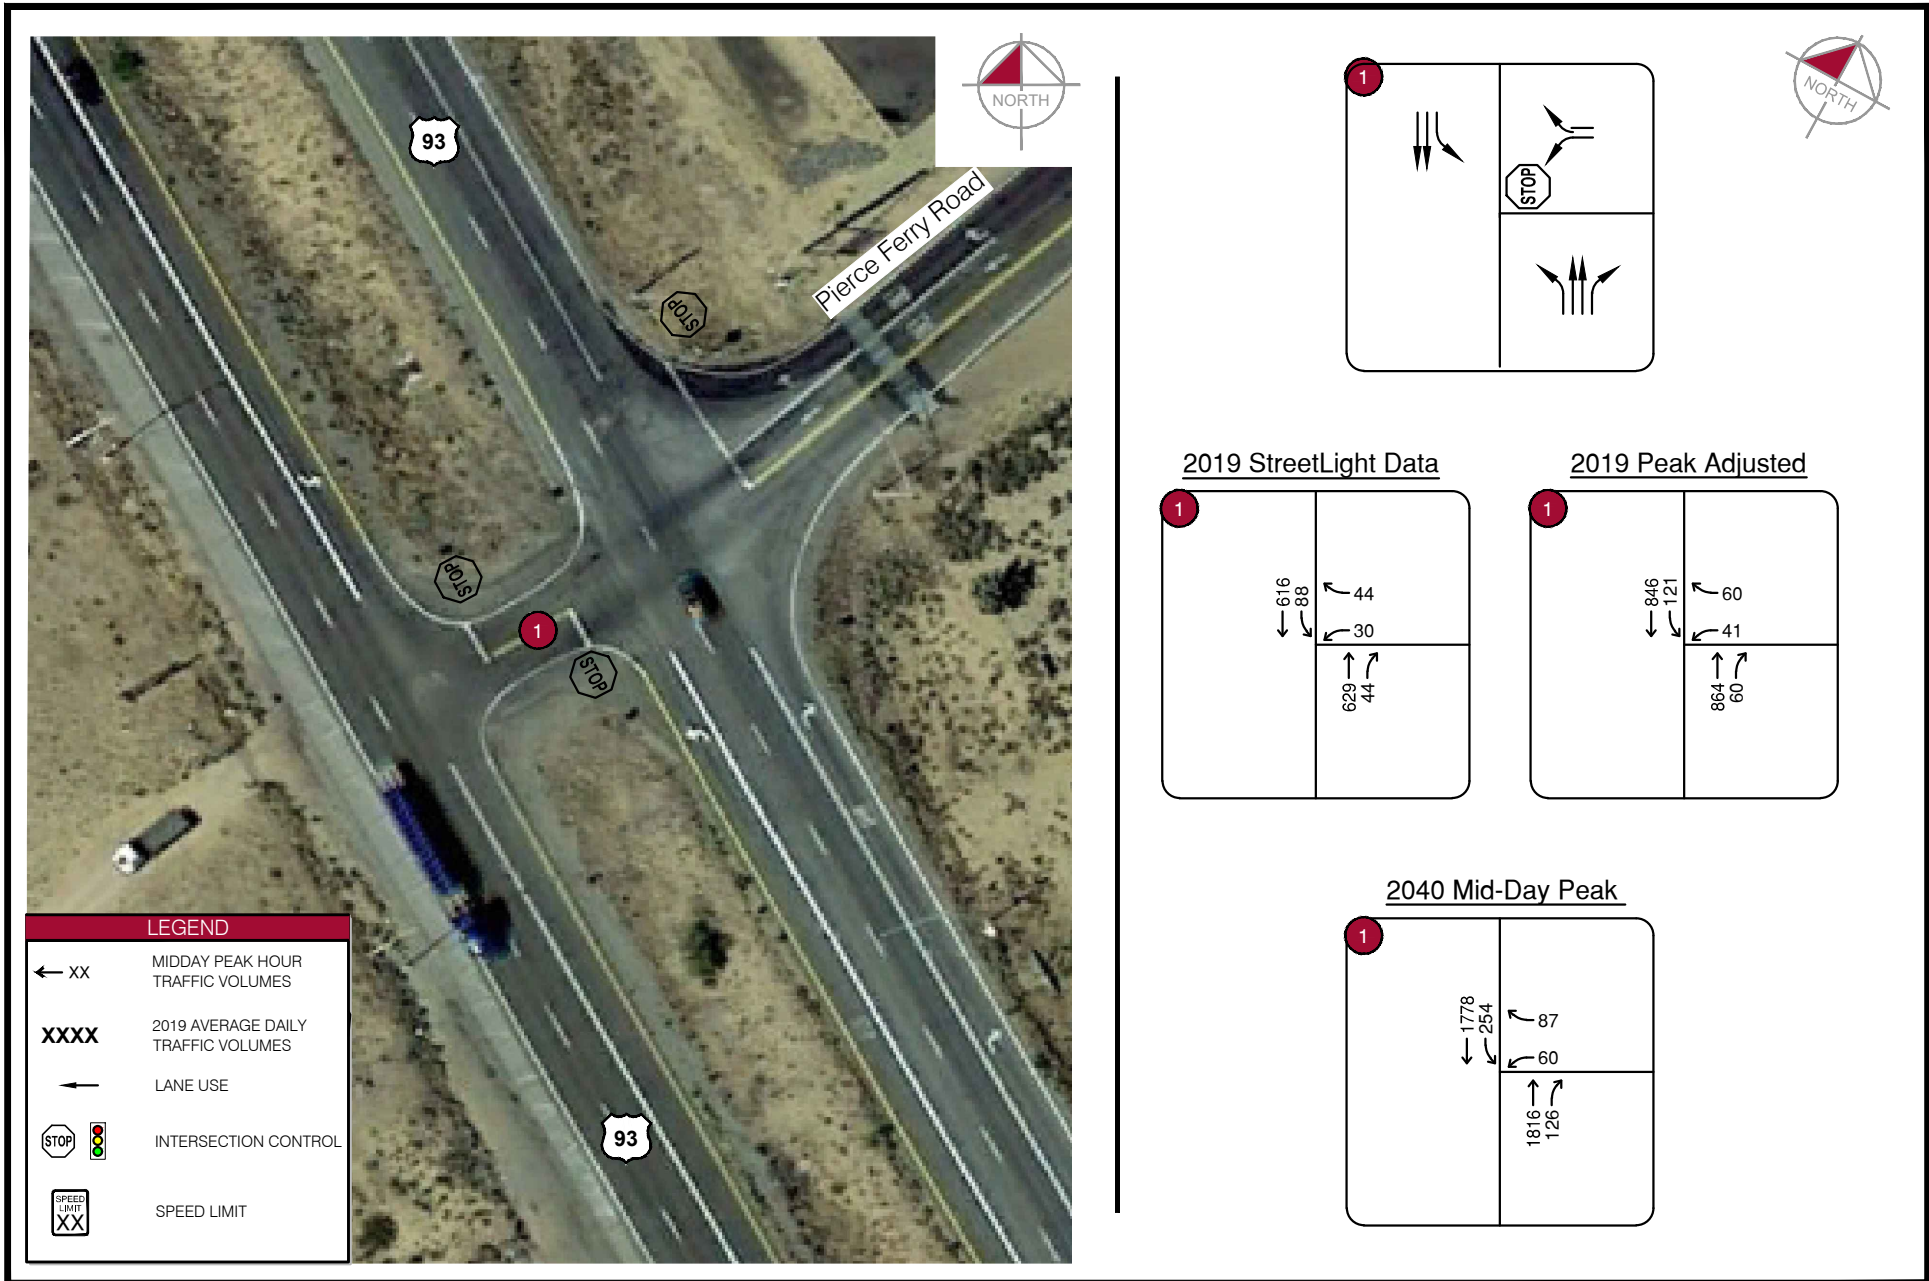 93
NORTH
Pierce Ferry Road
STOP
STOP
1
STOP
93
LEGEND
XX
MIDDAY PEAK HOUR
TRAFFIC VOLUMES
XXXX
2019 AVERAGE DAILY
TRAFFIC VOLUMES
LANE USE
STOP
INTERSECTION CONTROL
SPEED
LIMIT
XX
SPEED LIMIT
1
STOP
NORTH
2019 StreetLight Data
1
616
88
44
30
629
44
2019 Peak Adjusted
1
846
121
60
41
864
60
2040 Mid-Day Peak
1
1778
254
87
60
1816
126